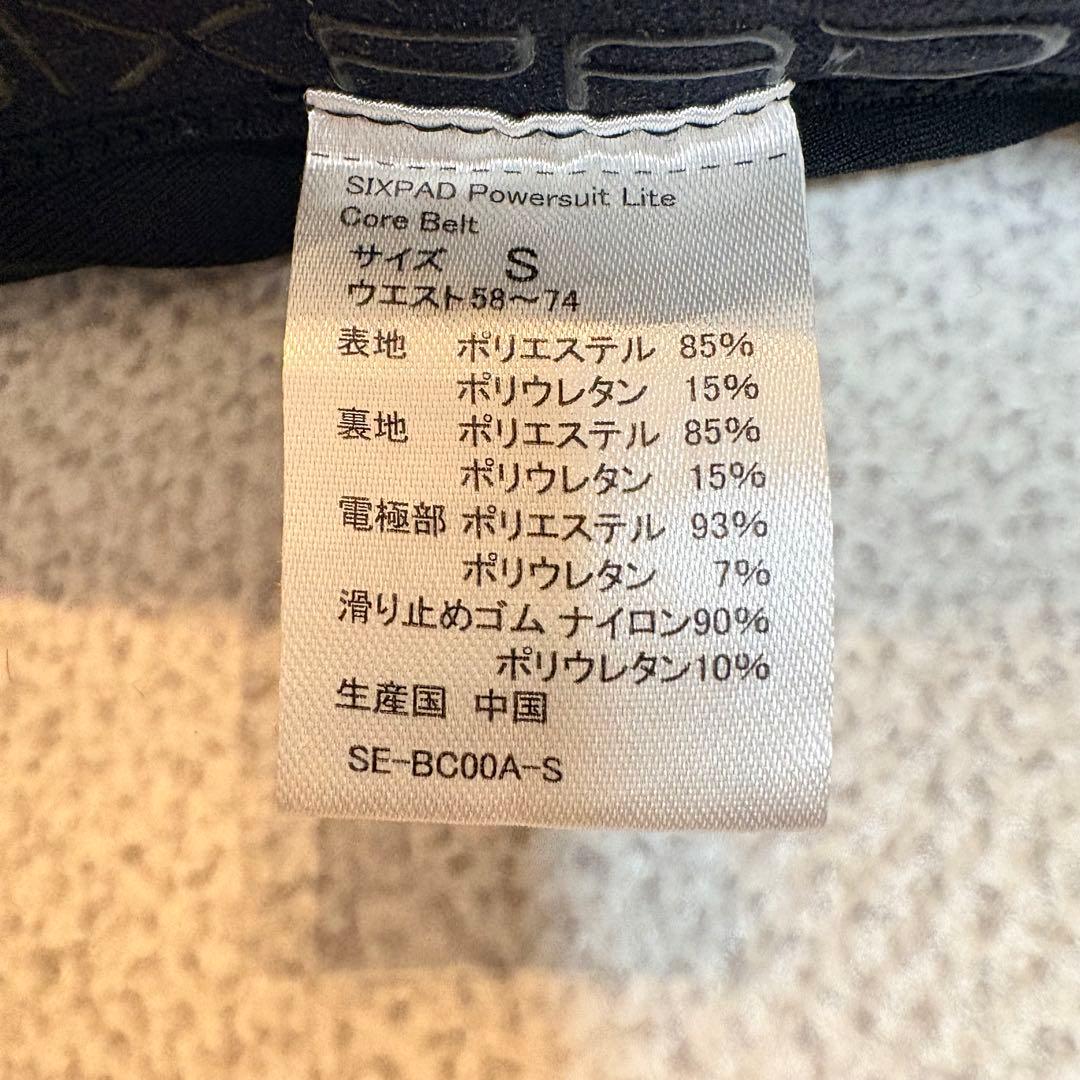 SIXPAD Powersuit Lite
Core Belt
サイズ S
ウエスト58～74
表地 ポリエステル 85%
ポリウレタン 15%
裏地 ポリエステル 85%
ポリウレタン 15%
電極部 ポリエステル 93%
ポリウレタン 7%
滑り止めゴム ナイロン90%
ポリウレタン10%
生産国 中国
SE-BC00A-S